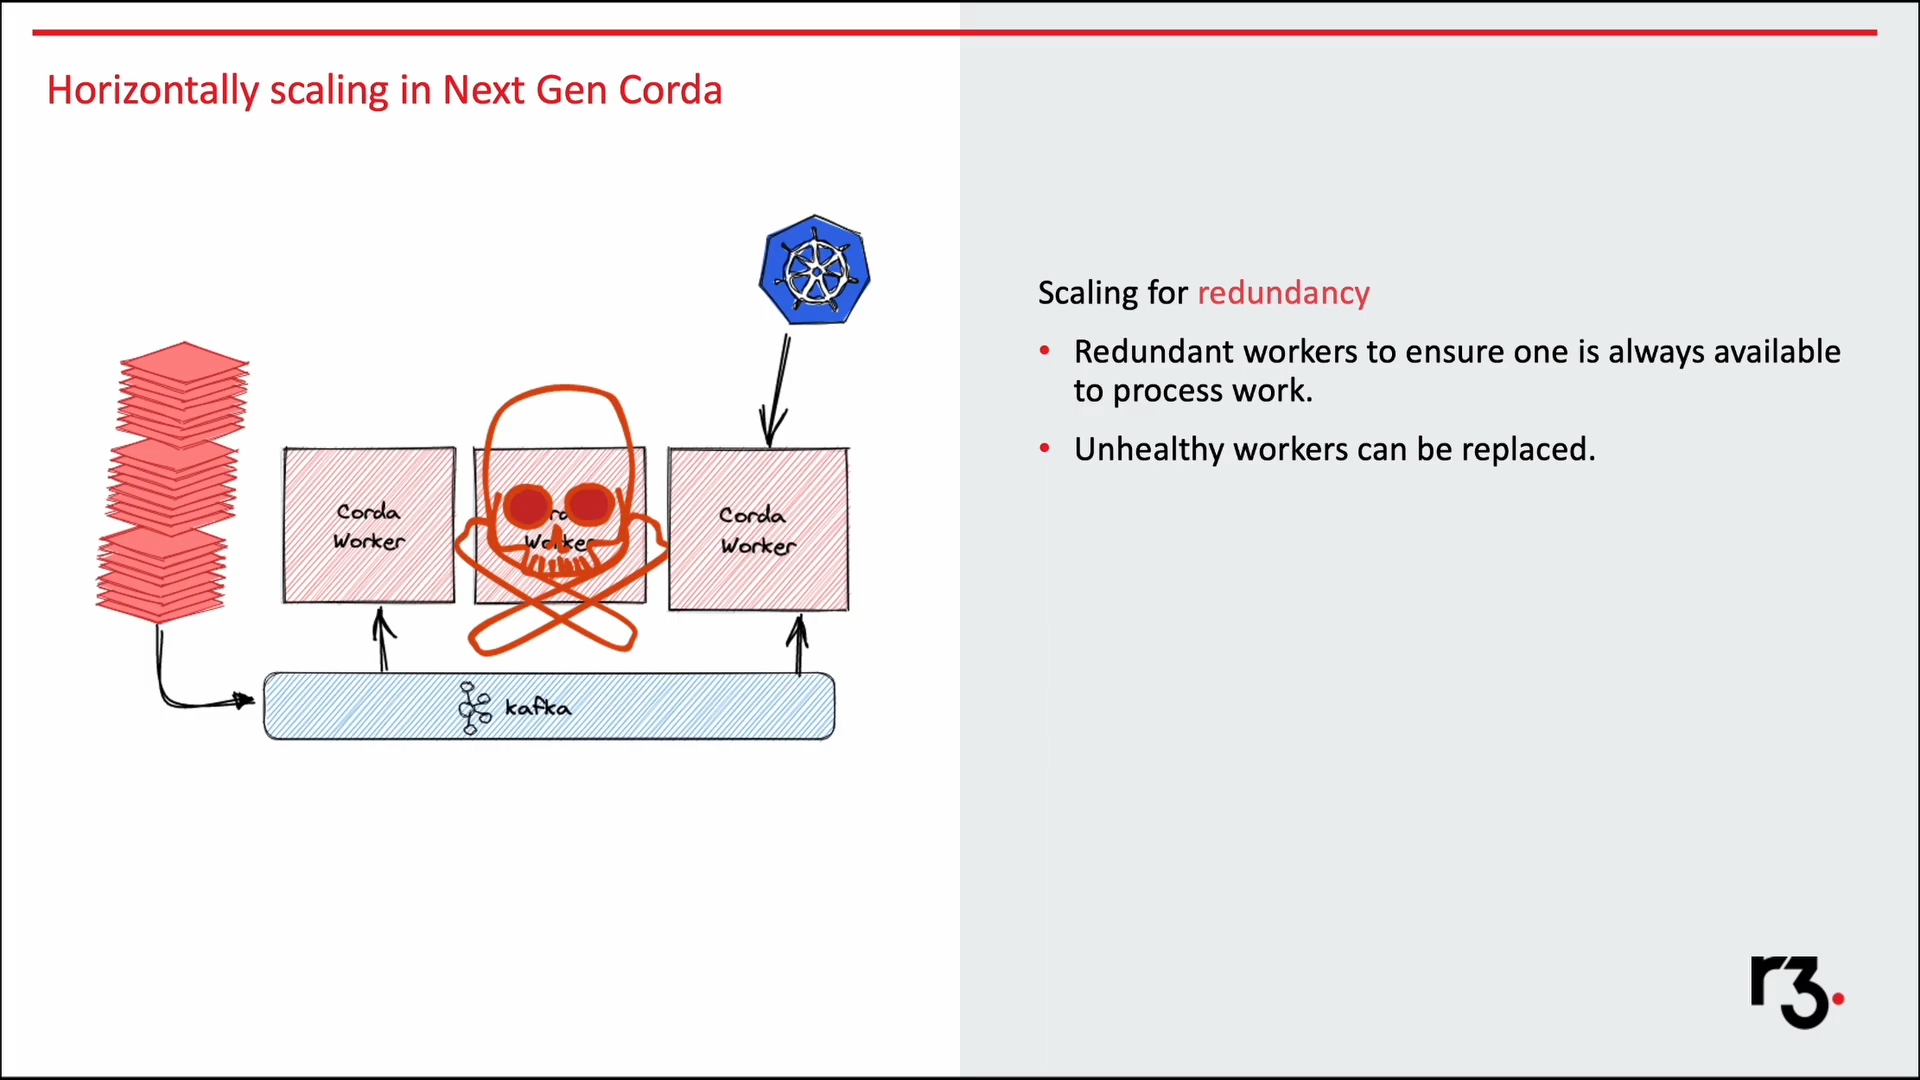 Horizontally scaling in Next Gen Corda
Scaling for redundancy
• Redundant workers to ensure one is always available
to process work.
• Unhealthy workers can be replaced.
Corda
Worker
Worker
Corda
Worker
kafka
r3.